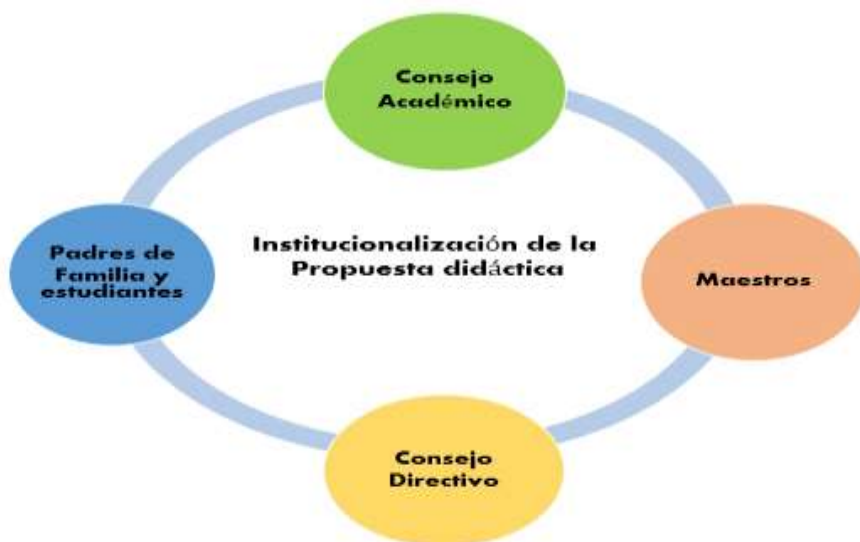 Consejo
Académico
Institucionalización de la
Propuesta didáctica
Padres de
Familia y
estudiantes
Maestros
Consejo
Directivo